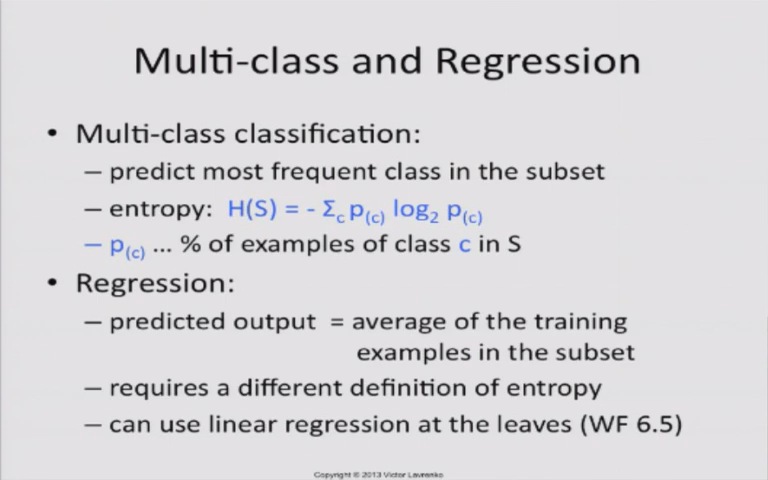 Multi-class and Regression
• Multi-class classification:
– predict most frequent class in the subset
– entropy: H(S) = - Σc p(c) log2 p(c)
– p(c) ... % of examples of class c in S
• Regression:
– predicted output = average of the training
examples in the subset
– requires a different definition of entropy
– can use linear regression at the leaves (WF 6.5)
Copyright © 2013 Victor Lavrenko